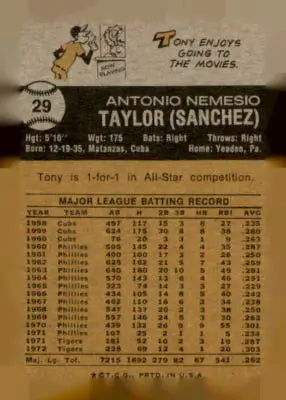 NOW PLAYING
TONY ENJOYS
GOING TO
THE MOVIES.
29
ANTONIO NEMESIO
TAYLOR (SANCHEZ)
Hgt: 5'10" Wgt: 175 Bats: Right Throws: Right
Born: 12-19-35, Matanzas, Cuba Home: Yeadon, Pa.
Tony is 1-for-1 in All-Star competition.
MAJOR LEAGUE BATTING RECORD
YEAR TEAM AB H 2B 3B HR RBI AVG
1958 Cubs 497 117 15 3 6 27 .235
1959 Cubs 624 175 30 8 38 .280
1960 Cubs 76 20 3 3 1 9 .263
1960 Phillies 505 145 22 4 4 35 .287
1961 Phillies 400 100 17 3 2 26 .250
1962 Phillies 625 162 21 5 7 43 .259
1963 Phillies 640 180 20 10 5 49 .281
1964 Phillies 570 143 13 6 4 46 .251
1965 Phillies 323 74 14 3 3 27 .229
1966 Phillies 434 105 14 8 5 40 .242
1967 Phillies 462 110 16 6 2 34 .238
1968 Phillies 547 137 20 2 3 38 .250
1969 Phillies 557 146 24 5 3 30 .262
1970 Phillies 439 132 26 9 9 55 .301
1971 Phillies 107 25 2 1 1 5 .234
1971 Tigers 181 52 10 2 3 19 .287
1972 Tigers 228 69 12 4 1 20 .303
Maj. Lg. Tot. 7215 1892 279 82 67 541 .262
★©T.C.G., PRTD. IN U.S.A.